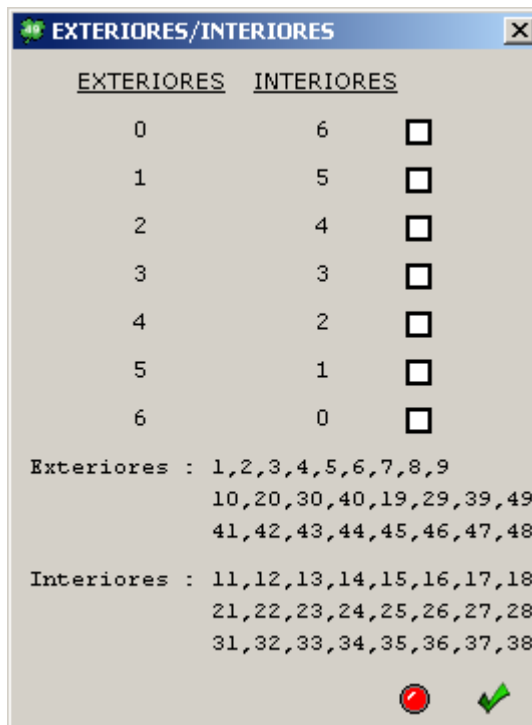 49 EXTERIORES/INTERIORES
EXTERIORES INTERIORES
0 6
1 5
2 4
3 3
4 2
5 1
6 0
Exteriores : 1,2,3,4,5,6,7,8,9
10,20,30,40,19,29,39,49
41,42,43,44,45,46,47,48
Interiores : 11,12,13,14,15,16,17,18
21,22,23,24,25,26,27,28
31,32,33,34,35,36,37,38